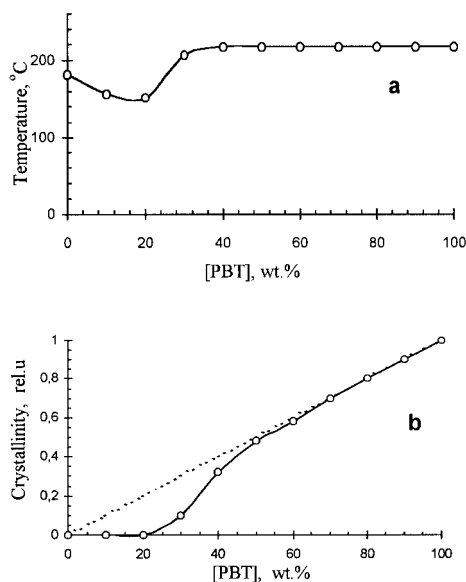 200
100
0
Temperature, °C
a
0 20 40 60 80 100
[PBT], wt.%
1
0,8
0,6
0,4
0,2
0
Crystallinity, rel.u
b
0 20 40 60 80 100
[PBT], wt.%